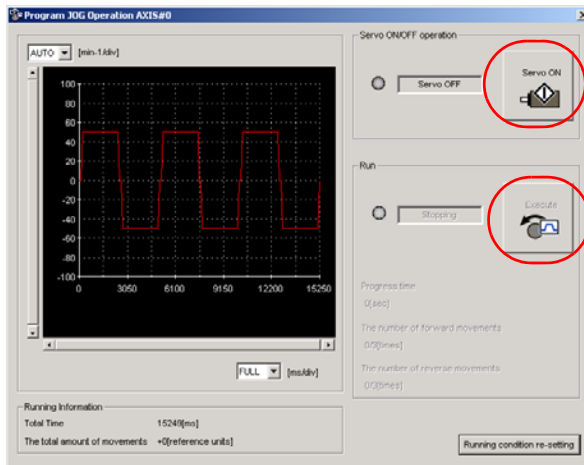 Program JOG Operation AXIS#0
AUTO [min-1/div]
100
80
60
40
20
0
-20
-40
-60
-80
-100
0 3050 6100 9150 12200 15250
FULL [ms/div]
Running Information
Total Time 15249[ms]
The total amount of movements +0[reference units]
Servo ON/OFF operation
Servo OFF
Servo ON
Run
Stopping
Execute
Progress time
0[sec]
The number of forward movements
0/3[times]
The number of reverse movements
0/3[times]
Running condition re-setting